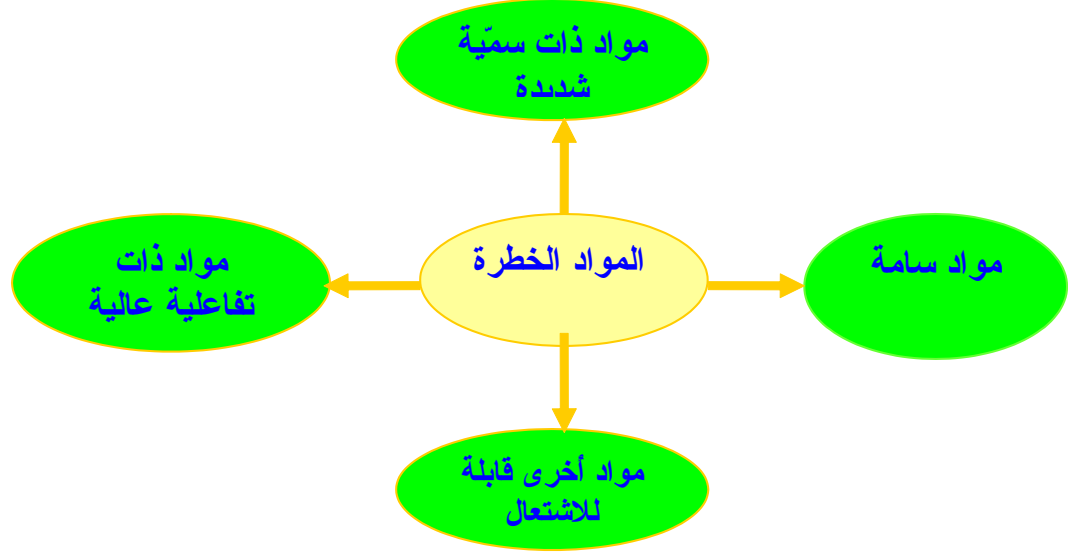 مواد ذات سمّية
شديدة
المواد الخطرة
مواد سامة
مواد ذات
تفاعلية عالية
مواد أخرى قابلة
للاشتعال